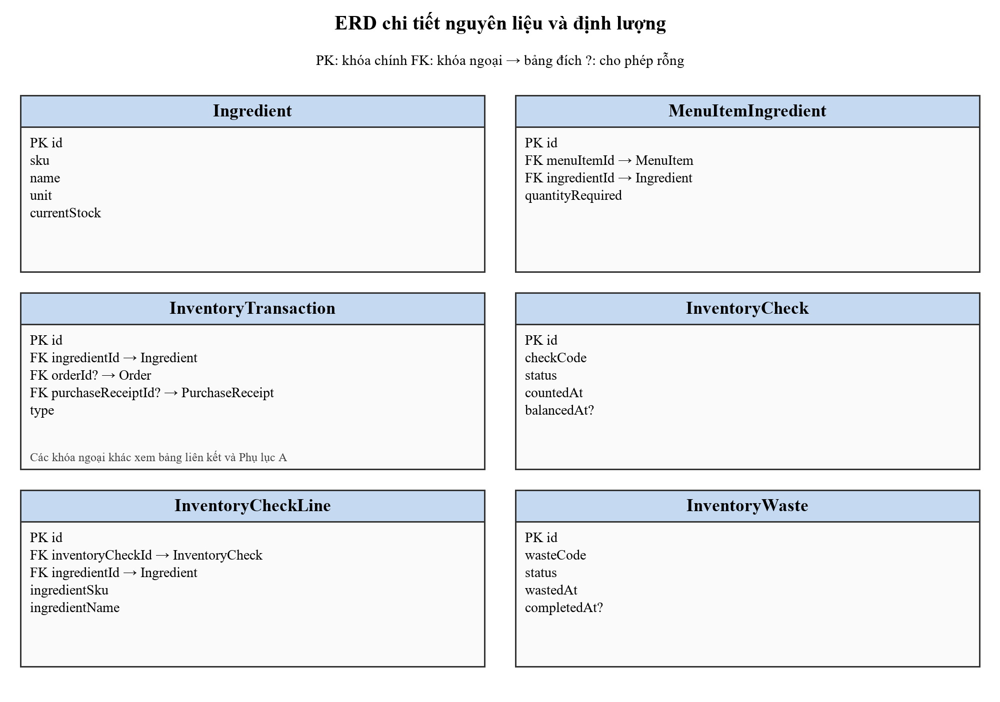 ERD chi tiết nguyên liệu và định lượng
PK: khóa chính FK: khóa ngoại → bảng đích ?: cho phép rỗng
Ingredient
PK id
sku
name
unit
currentStock
MenuItemIngredient
PK id
FK menuItemId → MenuItem
FK ingredientId → Ingredient
quantityRequired
InventoryTransaction
PK id
FK ingredientId → Ingredient
FK orderId? → Order
FK purchaseReceiptId? → PurchaseReceipt
type
Các khóa ngoại khác xem bảng liên kết và Phụ lục A
InventoryCheck
PK id
checkCode
status
countedAt
balancedAt?
InventoryCheckLine
PK id
FK inventoryCheckId → InventoryCheck
FK ingredientId → Ingredient
ingredientSku
ingredientName
InventoryWaste
PK id
wasteCode
status
wastedAt
completedAt?